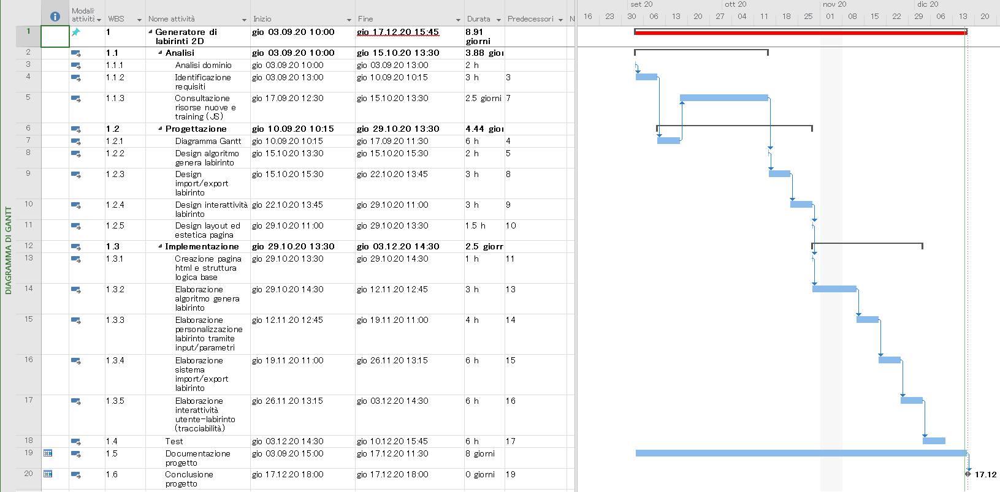 set 20 ott 20 nov 20 dic 20
Modali attività WBS Nome attività Inizio Fine Durata Predecessori N 16 23 30 06 13 20 27 04 11 18 25 01 08 15 22 29 06 13 20
1 1 Generatore di gio 03.09.20 10:00 gio 17.12.20 15:45 8.91
labirinti 2D giorni
2 1.1 Analisi gio 03.09.20 10:00 gio 15.10.20 13:30 3.88 gior
3 1.1.1 Analisi dominio gio 03.09.20 10:00 gio 03.09.20 13:00 2 h
4 1.1.2 Identificazione gio 03.09.20 13:00 gio 10.09.20 10:15 3 h 3
requisiti
5 1.1.3 Consultazione gio 17.09.20 12:30 gio 15.10.20 13:30 2.5 giorni 7
risorse nuove e
training (JS)
6 1.2 Progettazione gio 10.09.20 10:15 gio 29.10.20 13:30 4.44 gior
7 1.2.1 Diagramma Gantt gio 10.09.20 10:15 gio 17.09.20 11:30 6 h 4
8 1.2.2 Design algoritmo gio 15.10.20 13:30 gio 15.10.20 15:30 2 h 5
genera labirinto
9 1.2.3 Design gio 15.10.20 15:30 gio 22.10.20 13:45 3 h 8
import/export
labirinto
10 1.2.4 Design interattività gio 22.10.20 13:45 gio 29.10.20 11:00 3 h 9
labirinto
11 1.2.5 Design layout ed gio 29.10.20 11:00 gio 29.10.20 13:30 1.5 h 10
estetica pagina
12 1.3 Implementazione gio 29.10.20 13:30 gio 03.12.20 14:30 2.5 giorr
13 1.3.1 Creazione pagina gio 29.10.20 13:30 gio 29.10.20 14:30 1 h 11
html e struttura
logica base
14 1.3.2 Elaborazione gio 29.10.20 14:30 gio 12.11.20 12:45 3 h 13
algoritmo genera
labirinto
15 1.3.3 Elaborazione gio 12.11.20 12:45 gio 19.11.20 11:00 4 h 14
personalizzazione
labirinto tramite
input/parametri
16 1.3.4 Elaborazione gio 19.11.20 11:00 gio 26.11.20 13:15 6 h 15
sistema
import/export
labirinto
17 1.3.5 Elaborazione gio 26.11.20 13:15 gio 03.12.20 14:30 6 h 16
interattività
utente-labirinto
(tracciabilità)
18 1.4 Test gio 03.12.20 14:30 gio 10.12.20 15:45 6 h 17
19 1.5 Documentazione gio 03.09.20 15:00 gio 17.12.20 11:30 8 giorni
progetto
20 1.6 Conclusione gio 17.12.20 18:00 gio 17.12.20 18:00 0 giorni 19 17.12
progetto
DIAGRAMMA DI GANTT